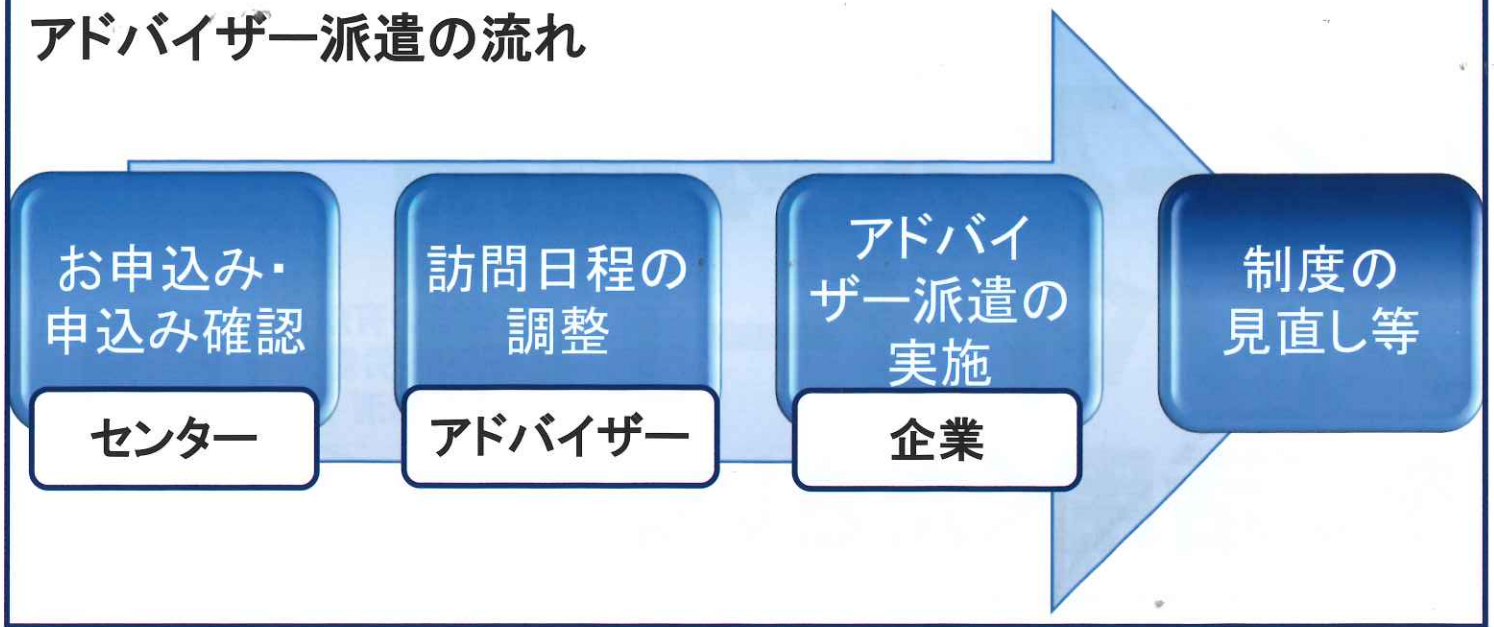 アドバイザー派遣の流れ
お申込み・
申込み確認
センター
訪問日程の
調整
アドバイザー
アドバイ
ザー派遣の
実施
企業
制度の
見直し等